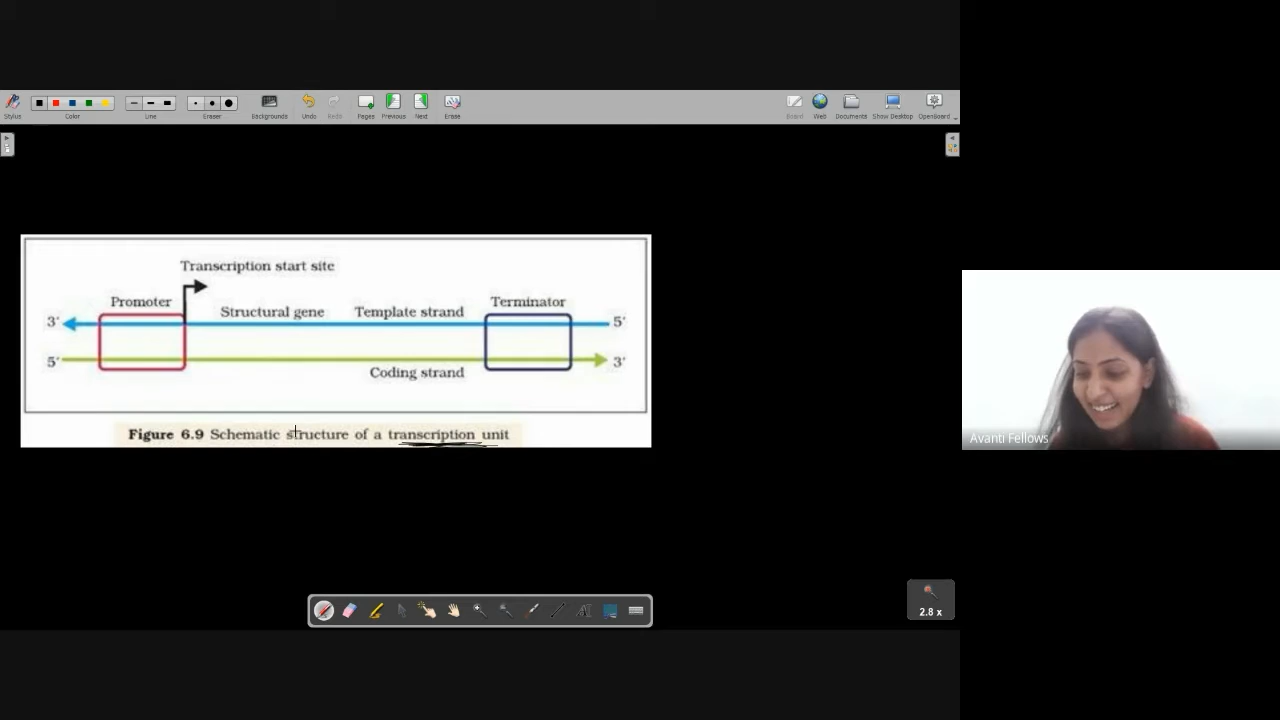 Stylus
Color
Line
Eraser
Backgrounds
Undo
Redo
Pages
Previous
Next
Erase
Board
Web
Documents
Show Desktop
OpenBoard
Transcription start site
Promoter
Structural gene
Template strand
Terminator
3'
5'
5'
3'
Coding strand
Figure 6.9 Schematic structure of a transcription unit
Avanti Fellows
2.8 x